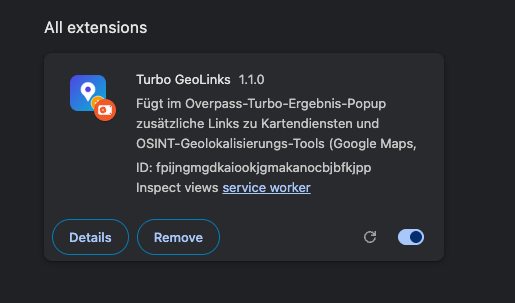 All extensions
Turbo GeoLinks 1.1.0
Fügt im Overpass-Turbo-Ergebnis-Popup
zusätzliche Links zu Kartendiensten und
OSINT-Geolokalisierungs-Tools (Google Maps,
ID: fpijngmgdkaiookjgmakanocbjbfkjpp
Inspect views service worker
Details Remove